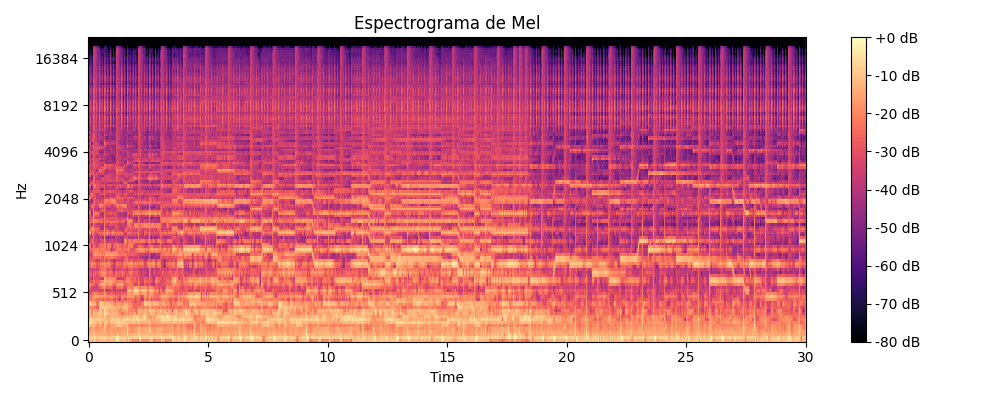 Espectrograma de Mel
Hz
16384
8192
4096
2048
1024
512
0
0 5 10 15 20 25 30
Time
+0 dB
-10 dB
-20 dB
-30 dB
-40 dB
-50 dB
-60 dB
-70 dB
-80 dB